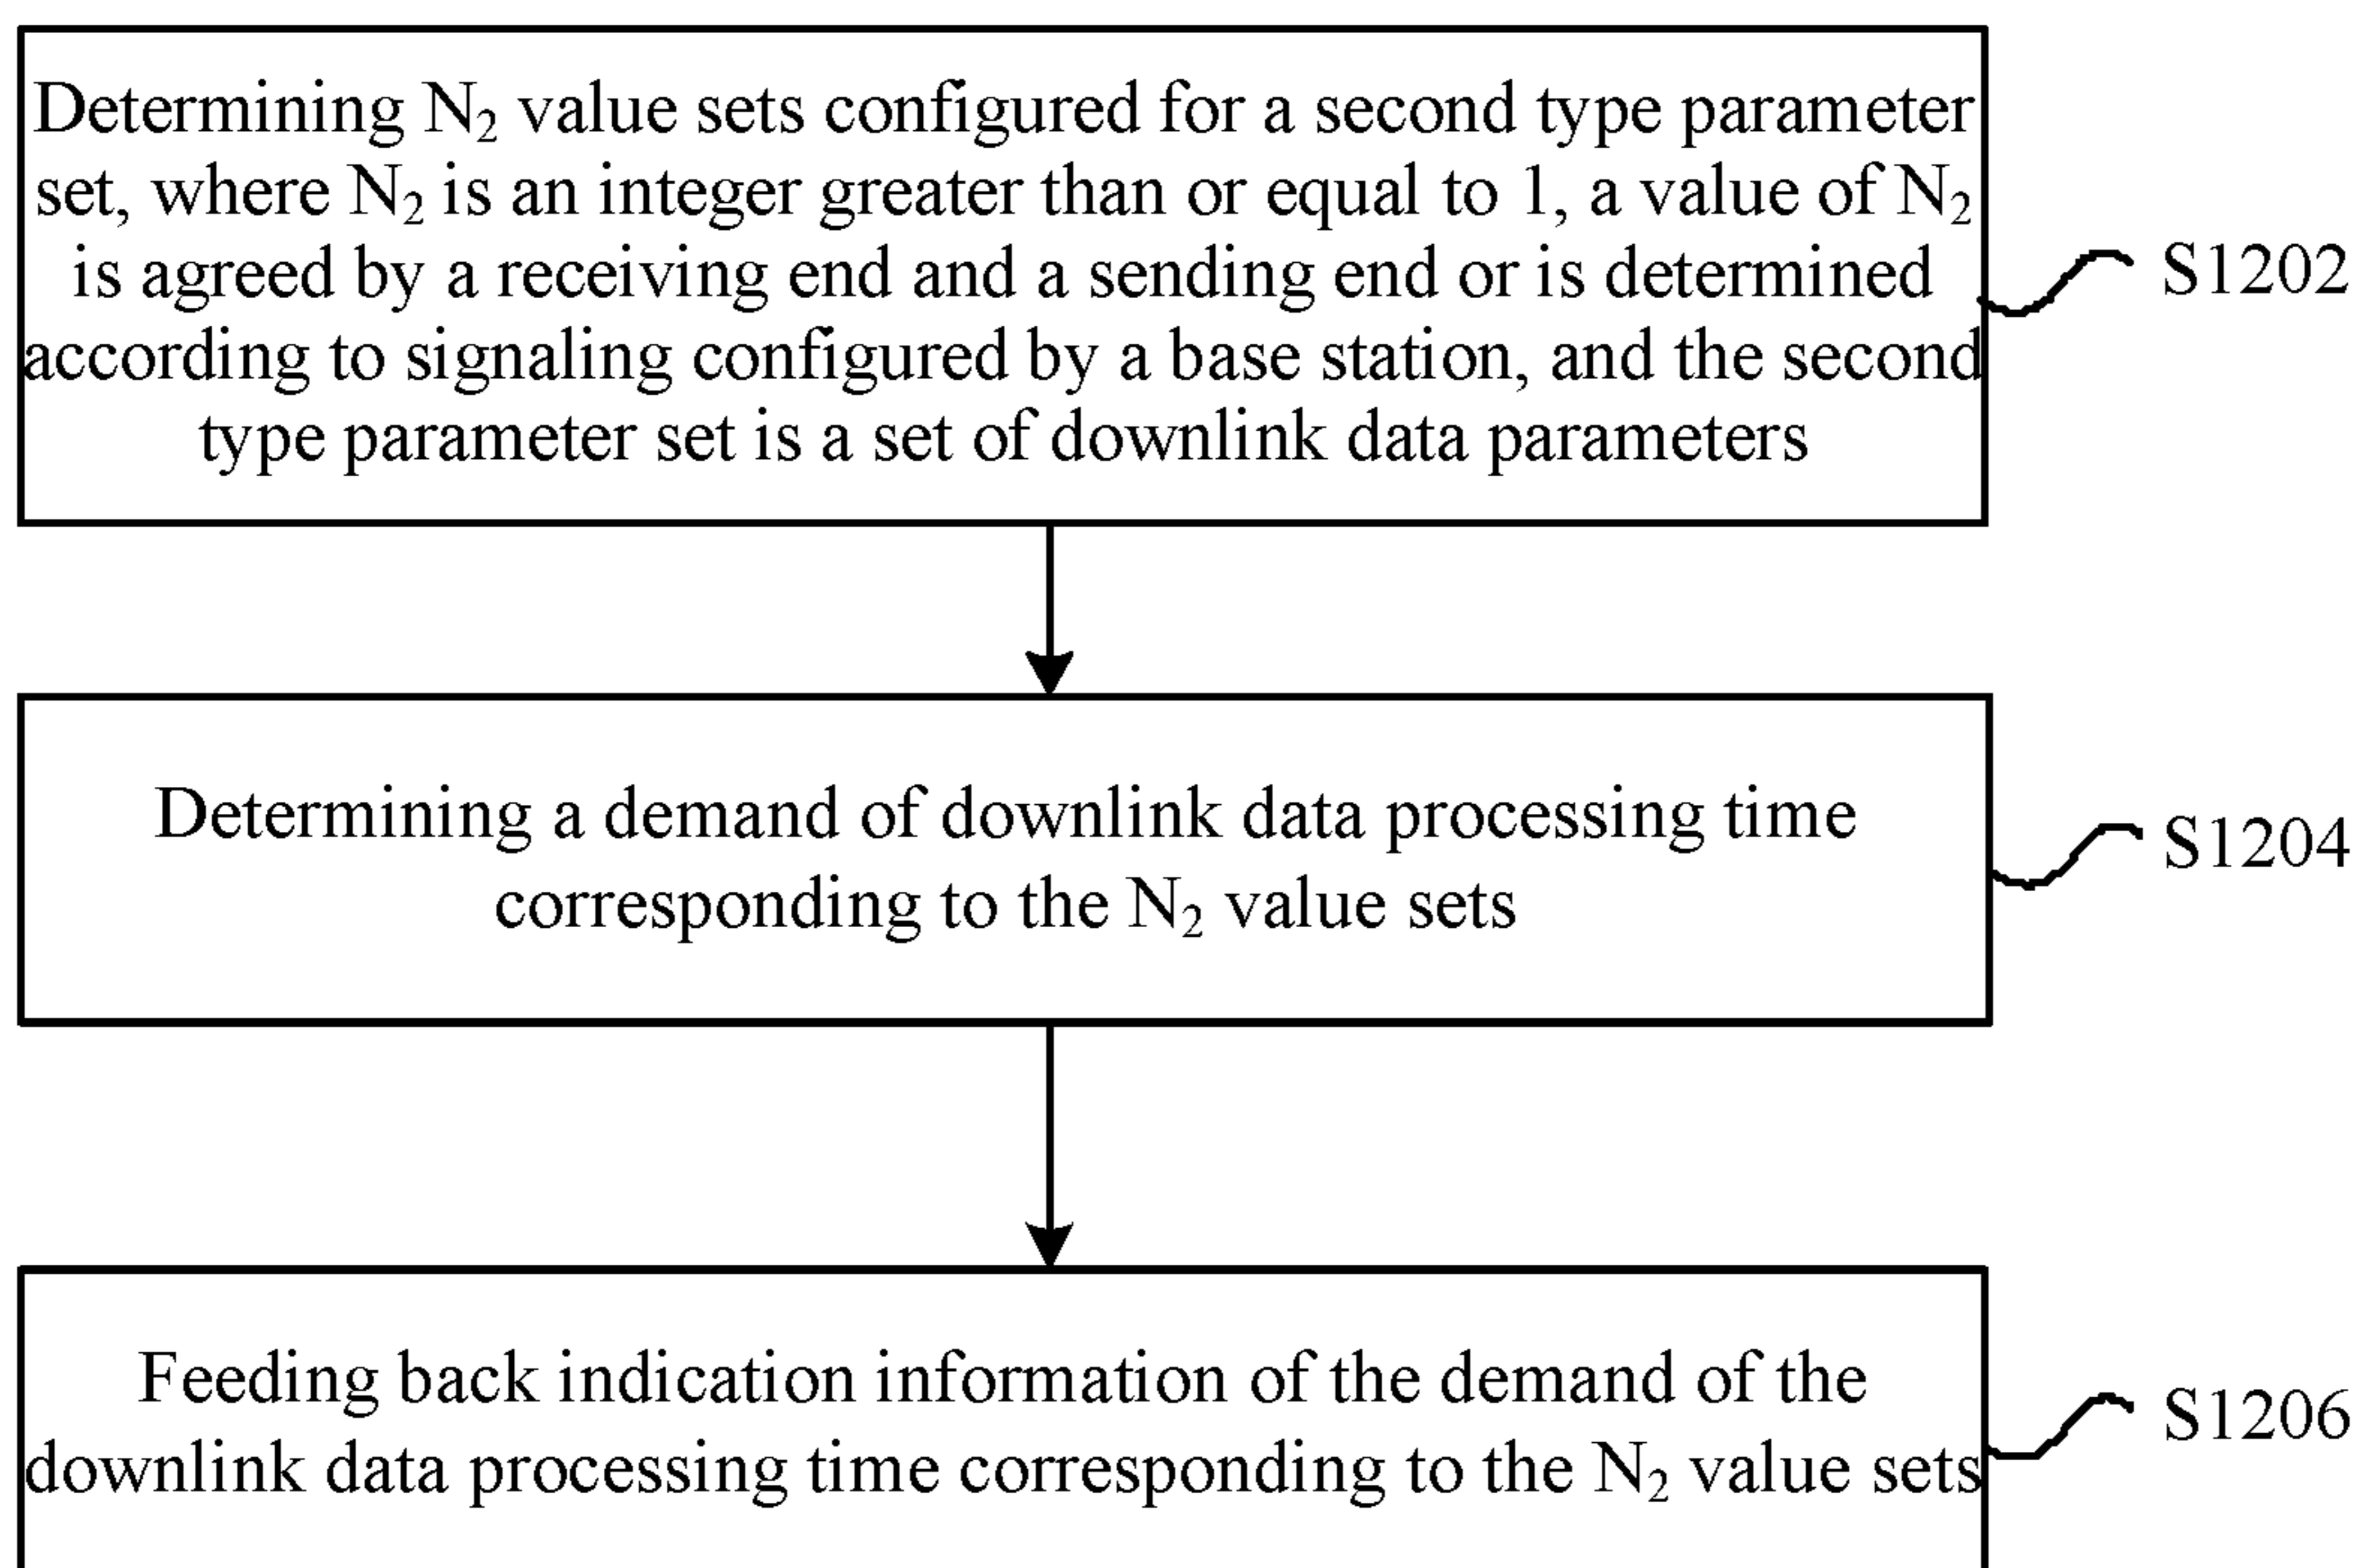 Determining N₂ value sets configured for a second type parameter
set, where N₂ is an integer greater than or equal to 1, a value of N₂
is agreed by a receiving end and a sending end or is determined
according to signaling configured by a base station, and the second
type parameter set is a set of downlink data parameters
S1202
Determining a demand of downlink data processing time
corresponding to the N₂ value sets
S1204
Feeding back indication information of the demand of the
downlink data processing time corresponding to the N₂ value sets
S1206